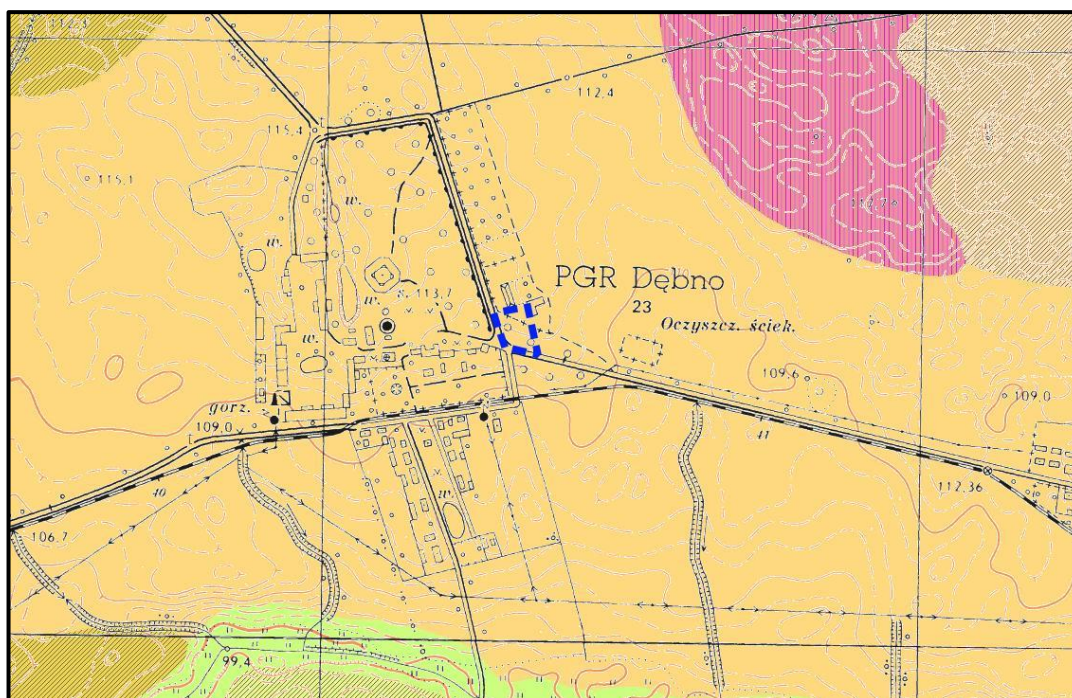 112,4
115,4
115,1
w.
w.
113,7
w.
w.
PGR Dębno
23
Oczyszcz. ściek.
109,6
109,0
gorz.
109,0
41
40
112,36
w.
106,7
99,4